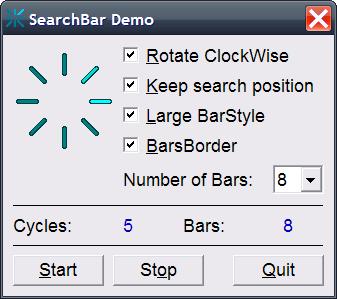 SearchBar Demo
Rotate ClockWise
Keep search position
Large BarStyle
BarsBorder
Number of Bars: 8
Cycles: 5 Bars: 8
Start Stop Quit